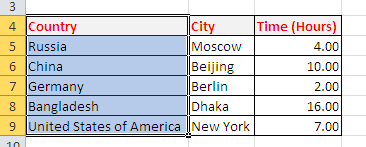 3
4 Country City Time (Hours)
5 Russia Moscow 4.00
6 China Beijing 10.00
7 Germany Berlin 2.00
8 Bangladesh Dhaka 16.00
9 United States of America New York 7.00
10